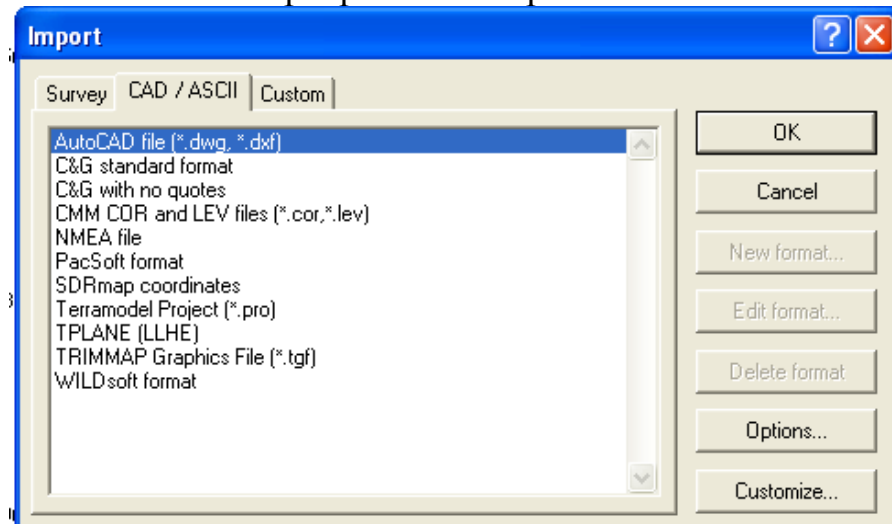 Import
Survey CAD / ASCII Custom
AutoCAD file (*.dwg, *.dxf)
C&G standard format
C&G with no quotes
CMM COR and LEV files (*.cor,*.lev)
NMEA file
PacSoft format
SDRmap coordinates
Terramodel Project (*.pro)
TPLANE (LLHE)
TRIMMAP Graphics File (*.tgf)
WILDsoft format
OK
Cancel
New format...
Edit format...
Delete format
Options...
Customize...